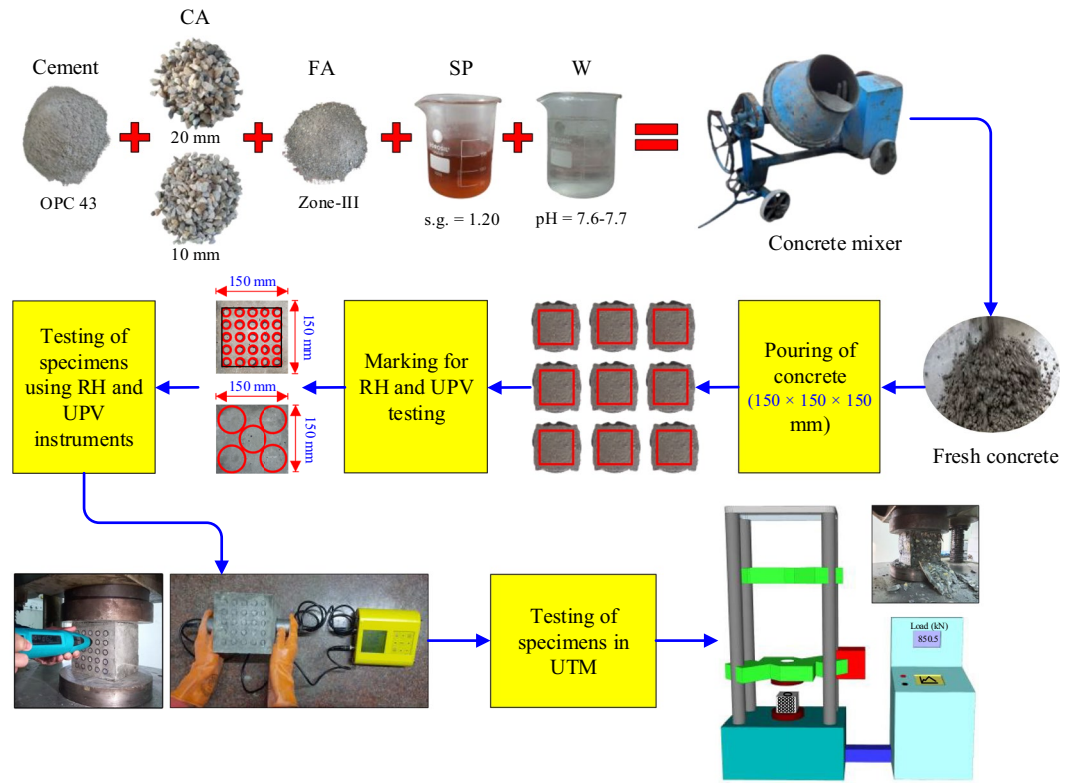 CA
Cement
FA
SP
W
20 mm
OPC 43
Zone-III
s.g. = 1.20
pH = 7.6-7.7
10 mm
Concrete mixer
150 mm
150 mm
150 mm
150 mm
Testing of
specimens
using RH and
UPV
instruments
Marking for
RH and UPV
testing
Pouring of
concrete
(150 × 150 × 150
mm)
Fresh concrete
Testing of
specimens in
UTM
Load (kN)
850.5